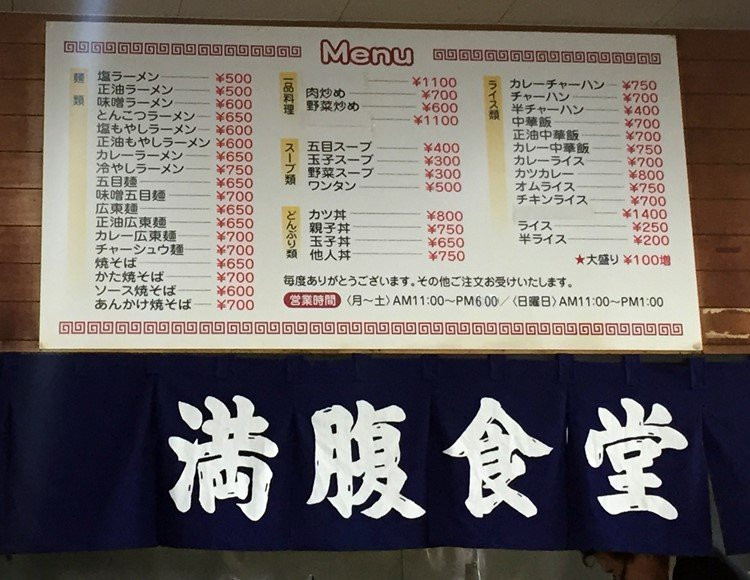 Menu
麺類
塩ラーメン ¥500
正油ラーメン ¥500
味噌ラーメン ¥600
とんこつラーメン ¥650
塩もやしラーメン ¥600
正油もやしラーメン ¥600
カレーラーメン ¥650
冷やしラーメン ¥750
五目麺 ¥650
味噌五目麺 ¥700
広東麺 ¥650
正油広東麺 ¥650
カレー広東麺 ¥700
チャーシュウ麺 ¥700
焼そば ¥650
かた焼そば ¥700
ソース焼そば ¥600
あんかけ焼そば ¥700
一品料理
¥1100
肉炒め ¥700
野菜炒め ¥600
¥1100
スープ類
五目スープ ¥400
玉子スープ ¥300
野菜スープ ¥300
ワンタン ¥500
どんぶり類
カツ丼 ¥800
親子丼 ¥750
玉子丼 ¥650
他人丼 ¥750
ライス類
カレーチャーハン ¥750
チャーハン ¥700
半チャーハン ¥400
中華飯 ¥700
正油中華飯 ¥700
カレー中華飯 ¥750
カレーライス ¥700
カツカレー ¥800
オムライス ¥750
チキンライス ¥700
¥1400
ライス ¥250
半ライス ¥200
★大盛り ¥100増
毎度ありがとうございます。その他ご注文お受けいたします。
営業時間 〈月〜土〉AM11:00〜PM6:00／〈日曜日〉AM11:00〜PM1:00
満腹食堂